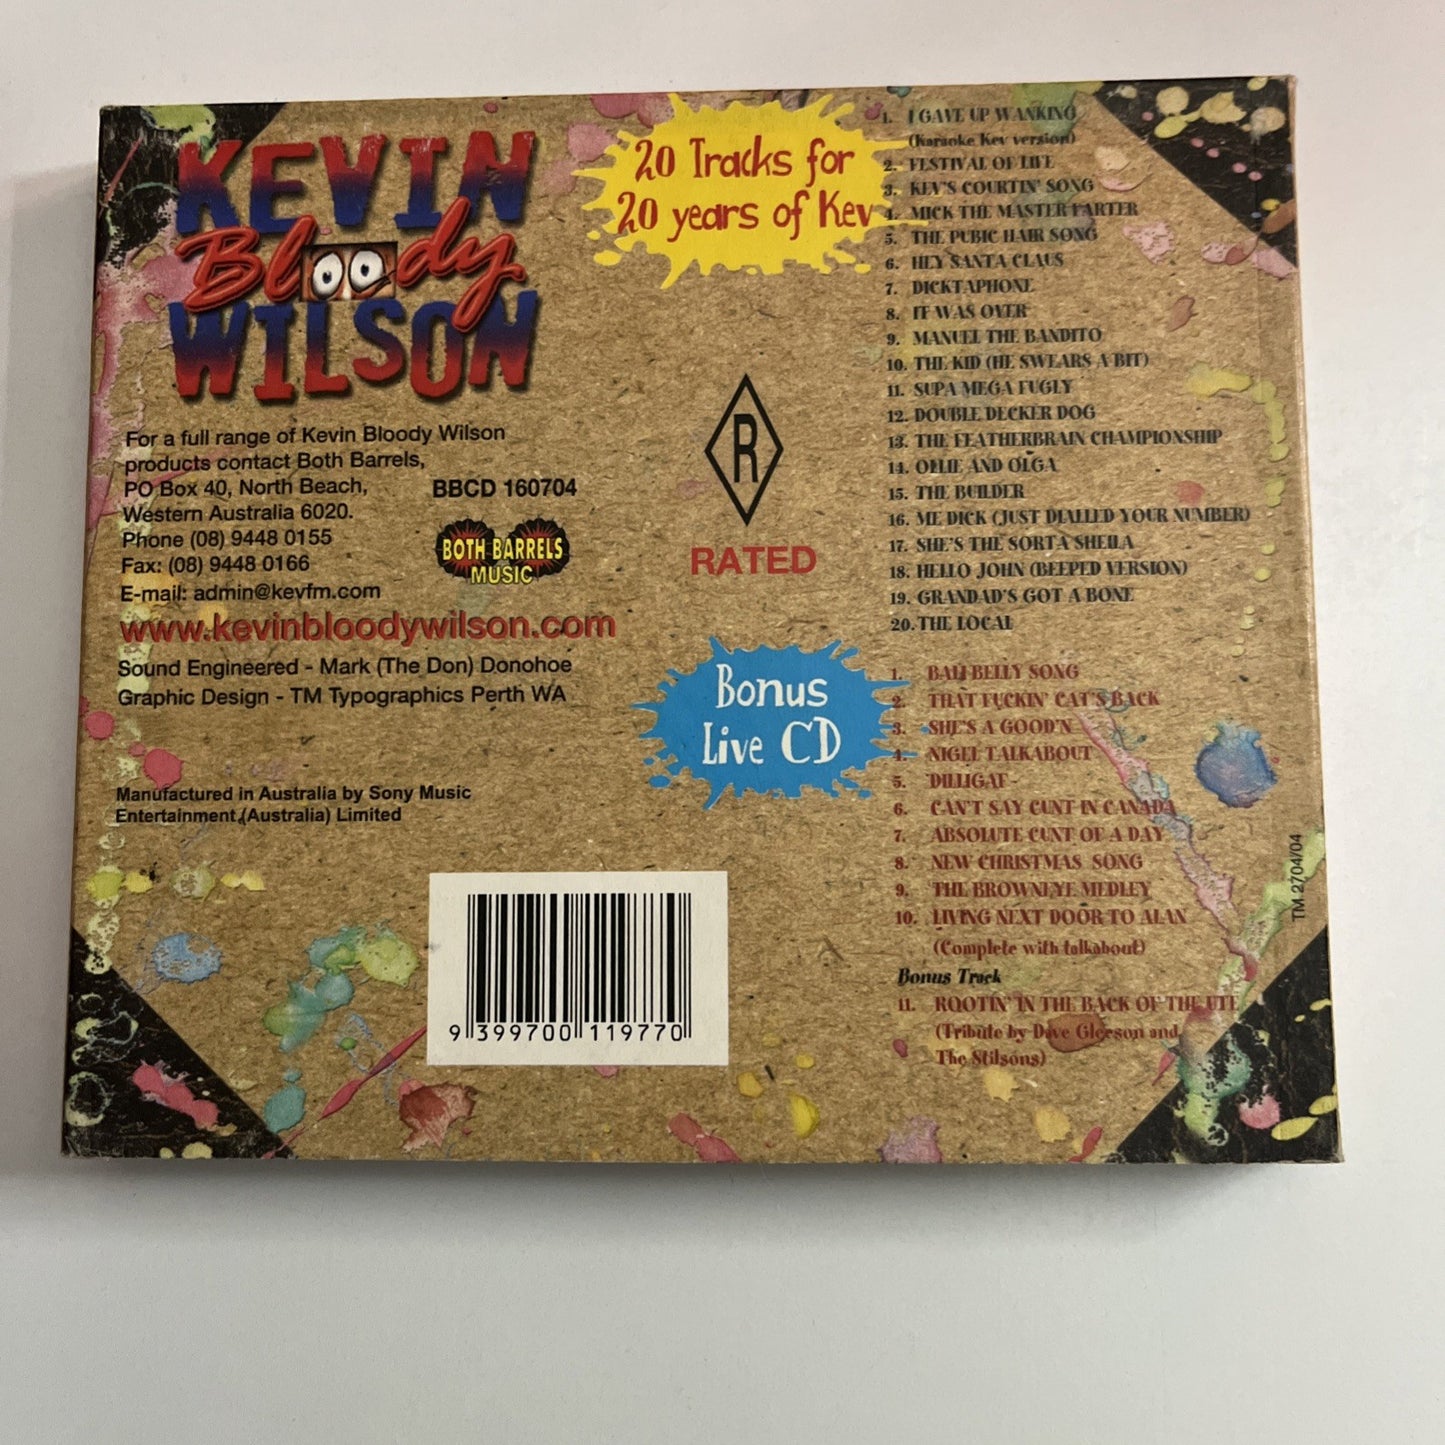 KEVIN
Bloody
WILSON
For a full range of Kevin Bloody Wilson
products contact Both Barrels,
PO Box 40, North Beach,
Western Australia 6020.
Phone (08) 9448 0155
Fax: (08) 9448 0166
E-mail: admin@kevfm.com
BBCD 160704
BOTH BARRELS
MUSIC
www.kevinbloodywilson.com
Sound Engineered - Mark (The Don) Donohoe
Graphic Design - TM Typographics Perth WA
Manufactured in Australia by Sony Music
Entertainment (Australia) Limited
9 399700 119770
20 Tracks for
20 years of Kev
R
RATED
1. I GAVE UP WANKING
(Karaoke Kev version)
2. FESTIVAL OF LIFE
3. KEV'S COURTIN' SONG
4. MICK THE MASTER FARTER
5. THE PUBIC HAIR SONG
6. HEY SANTA CLAUS
7. DICKTAPHONE
8. IT WAS OVER
9. MANUEL THE BANDITO
10. THE KID (HE SWEARS A BIT)
11. SUPA MEGA FUGLY
12. DOUBLE DECKER DOG
13. THE FEATHERBRAIN CHAMPIONSHIP
14. OLLIE AND OLGA
15. THE BUILDER
16. ME DICK (JUST DIALLED YOUR NUMBER)
17. SHE'S THE SORTA SHEILA
18. HELLO JOHN (BEEPED VERSION)
19. GRANDAD'S GOT A BONE
20. THE LOCAL
Bonus
Live CD
1. BALI BELLY SONG
2. THAT FUCKIN' CAT'S BACK
3. SHE'S A GOOD'N
4. NIGEL TALKABOUT
5. DILLIGAF
6. CAN'T SAY CUNT IN CANADA
7. ABSOLUTE CUNT OF A DAY
8. NEW CHRISTMAS SONG
9. THE BROWNEYE MEDLEY
10. LIVING NEXT DOOR TO ALAN
(Complete with talkabout)
Bonus Track
11. ROOTIN' IN THE BACK OF THE UTE
(Tribute by Dave Gleeson and
The Stilsons)
TM 2704/04